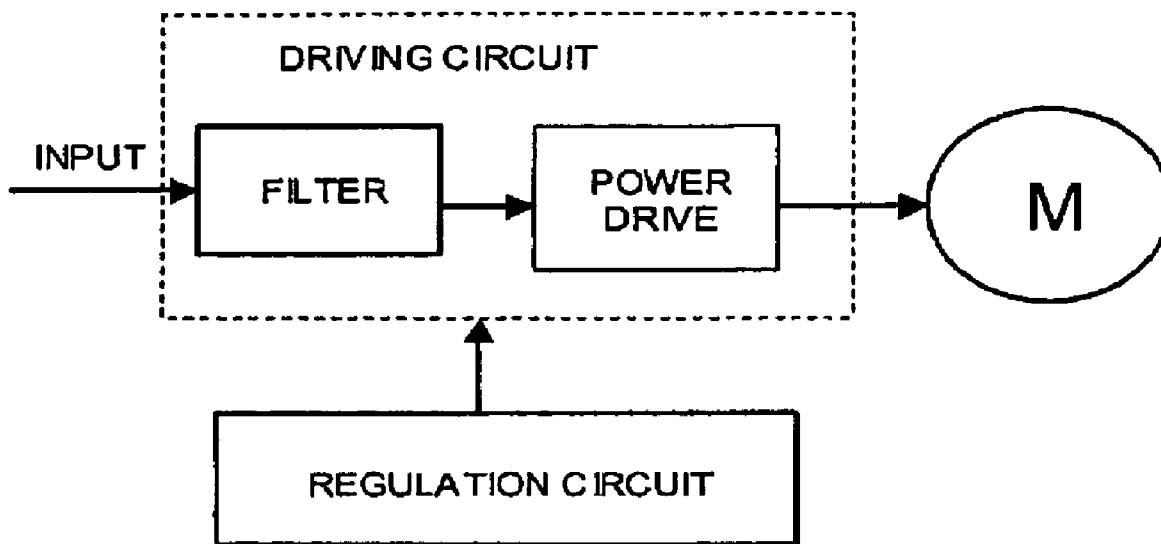 DRIVING CIRCUIT
INPUT
FILTER
POWER
DRIVE
M
REGULATION CIRCUIT